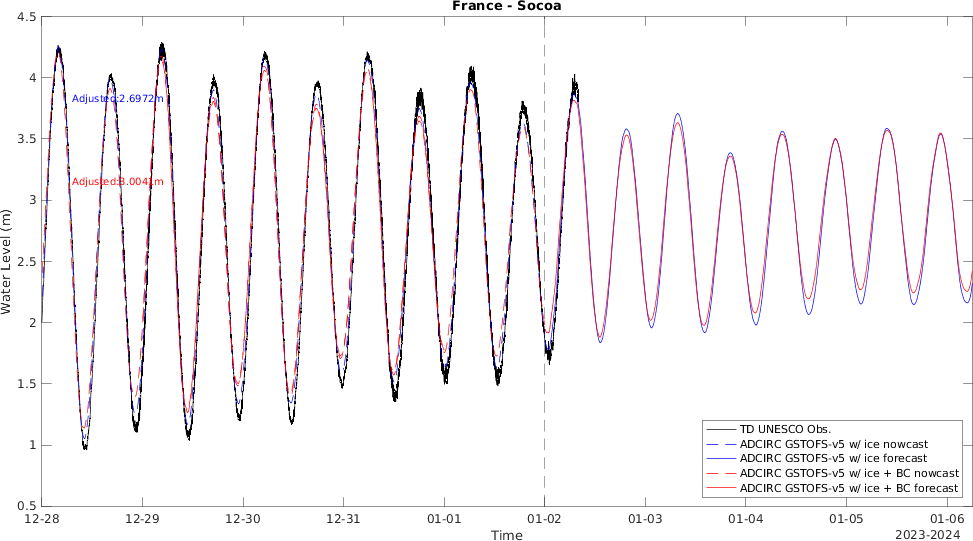 France - Socoa
4.5
4
3.5
3
2.5
2
1.5
1
0.5
Water Level (m)
Adjusted:2.6972m
Adjusted:3.0041m
TD UNESCO Obs.
ADCIRC GSTOFS-v5 w/ ice nowcast
ADCIRC GSTOFS-v5 w/ ice forecast
ADCIRC GSTOFS-v5 w/ ice + BC nowcast
ADCIRC GSTOFS-v5 w/ ice + BC forecast
12-28 12-29 12-30 12-31 01-01 01-02 01-03 01-04 01-05 01-06
Time
2023-2024